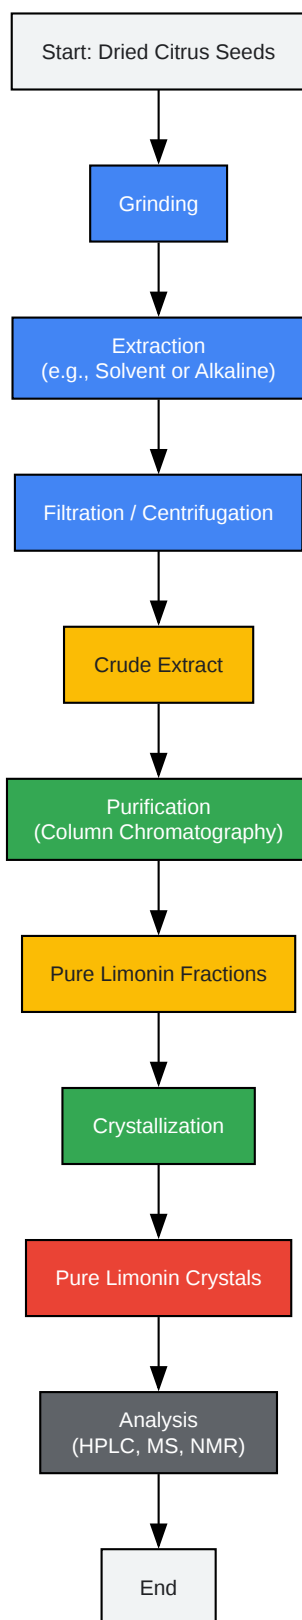 Start: Dried Citrus Seeds
Grinding
Extraction
(e.g., Solvent or Alkaline)
Filtration / Centrifugation
Crude Extract
Purification
(Column Chromatography)
Pure Limonin Fractions
Crystallization
Pure Limonin Crystals
Analysis
(HPLC, MS, NMR)
End